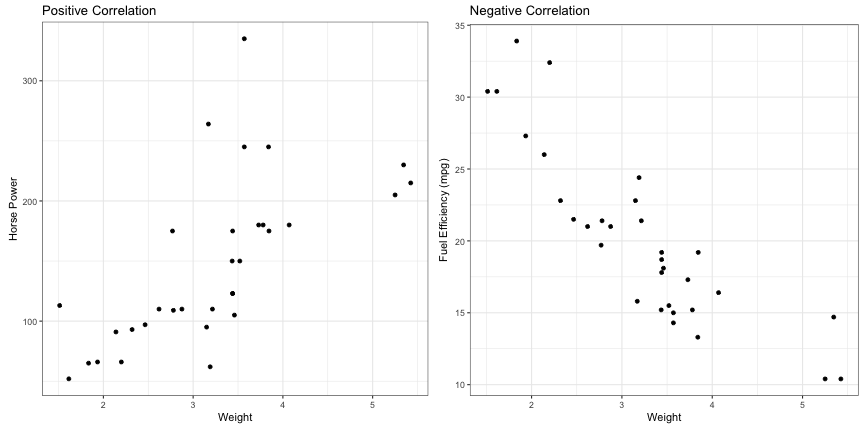 Positive Correlation
300
200
100
Horse Power
2 3 4 5
Weight
Negative Correlation
35
30
25
20
15
10
Fuel Efficiency (mpg)
2 3 4 5
Weight